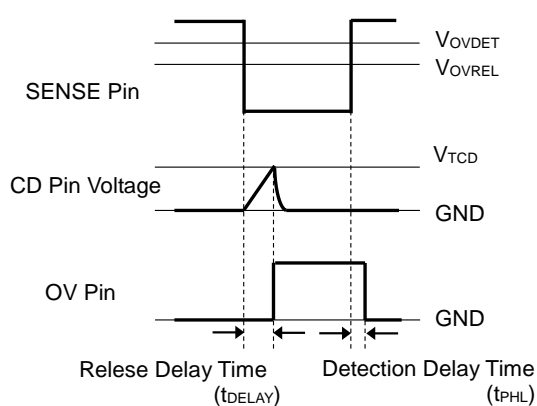 VOVDET
VOVREL
SENSE Pin
VTCD
CD Pin Voltage
GND
OV Pin
GND
Relese Delay Time
(tDELAY)
Detection Delay Time
(tPHL)